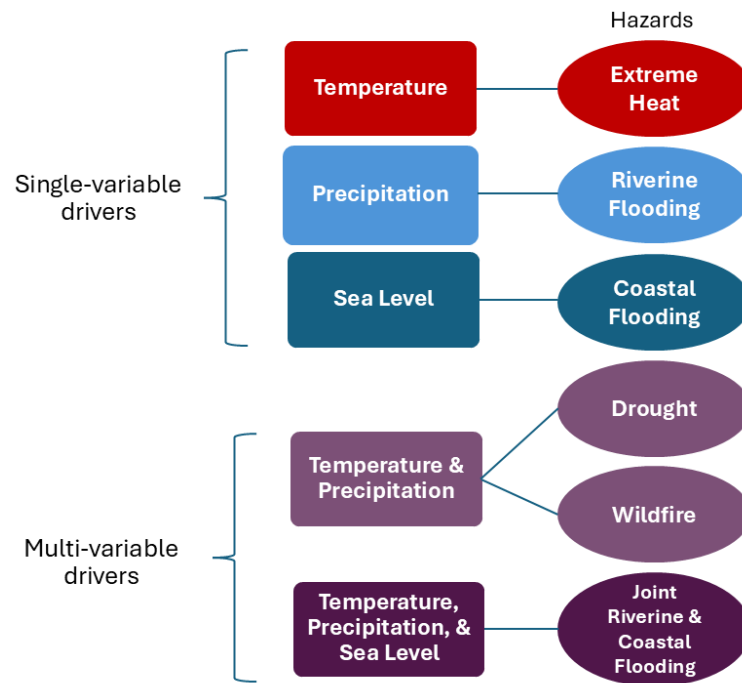 Hazards
Single-variable
drivers
Temperature
Extreme
Heat
Precipitation
Riverine
Flooding
Sea Level
Coastal
Flooding
Multi-variable
drivers
Temperature &
Precipitation
Drought
Wildfire
Temperature,
Precipitation, &
Sea Level
Joint
Riverine &
Coastal
Flooding